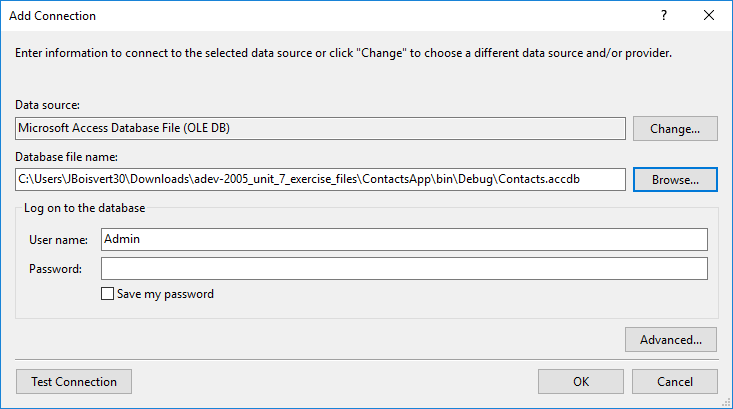 Add Connection
?
Enter information to connect to the selected data source or click "Change" to choose a different data source and/or provider.
Data source:
Microsoft Access Database File (OLE DB)
Change...
Database file name:
C:\Users\JBoisvert30\Downloads\adev-2005_unit_7_exercise_files\ContactsApp\bin\Debug\Contacts.accdb
Browse...
Log on to the database
User name:
Admin
Password:
Save my password
Advanced...
Test Connection
OK
Cancel